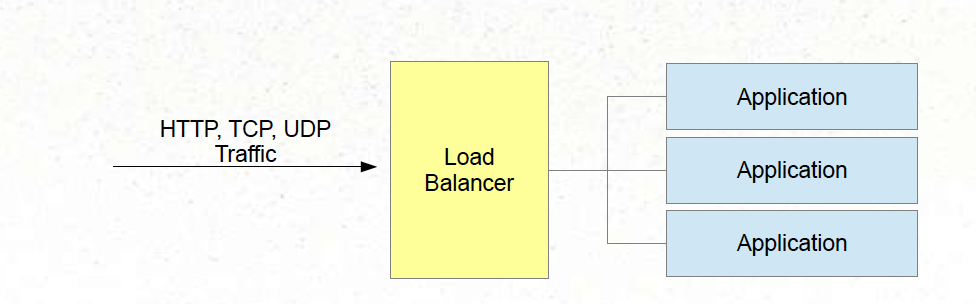 HTTP, TCP, UDP
Traffic
Load
Balancer
Application
Application
Application